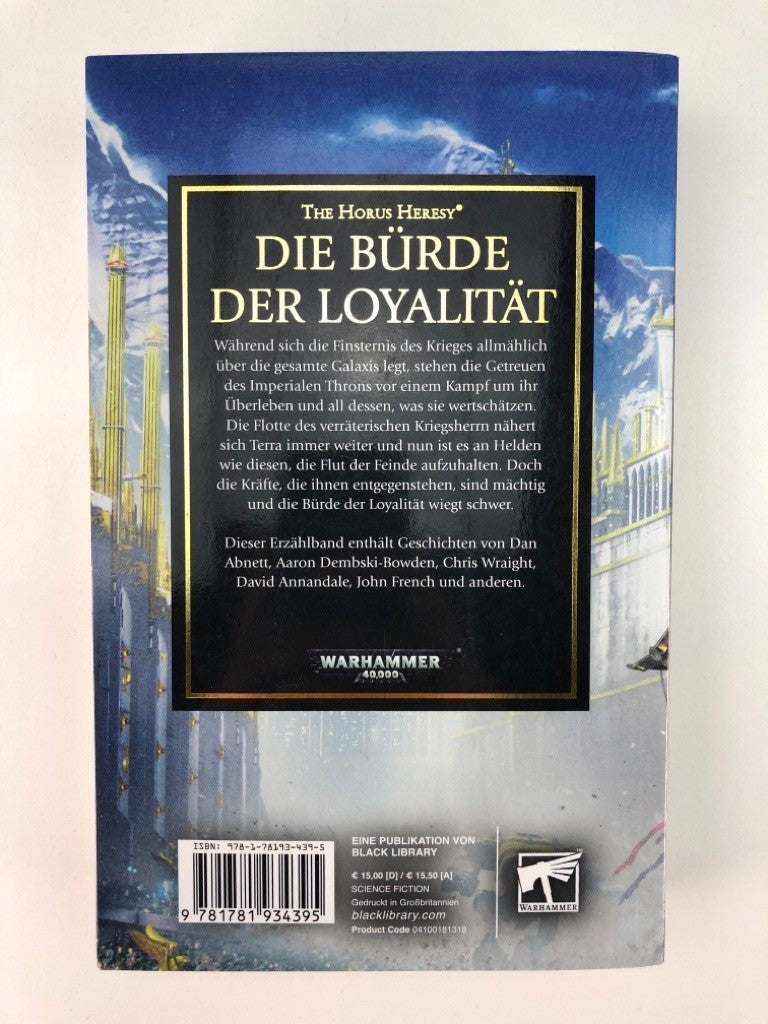 THE HORUS HERESY®
DIE BÜRDE
DER LOYALITÄT
Während sich die Finsternis des Krieges allmählich
über die gesamte Galaxis legt, stehen die Getreuen
des Imperialen Throns vor einem Kampf um ihr
Überleben und all dessen, was sie wertschätzen.
Die Flotte des verräterischen Kriegsherrn nähert
sich Terra immer weiter und nun ist es an Helden
wie diesen, die Flut der Feinde aufzuhalten. Doch
die Kräfte, die ihnen entgegenstehen, sind mächtig
und die Bürde der Loyalität wiegt schwer.
Dieser Erzählband enthält Geschichten von Dan
Abnett, Aaron Dembski-Bowden, Chris Wraight,
David Annandale, John French und anderen.
WARHAMMER®
40,000
ISBN: 978-1-78193-439-5
9 781781 934395
EINE PUBLIKATION VON
BLACK LIBRARY
€ 15,00 [D] / € 15,50 [A]
SCIENCE FICTION
Gedruckt in Großbritannien
blacklibrary.com
Product Code 04100181318
WARHAMMER™